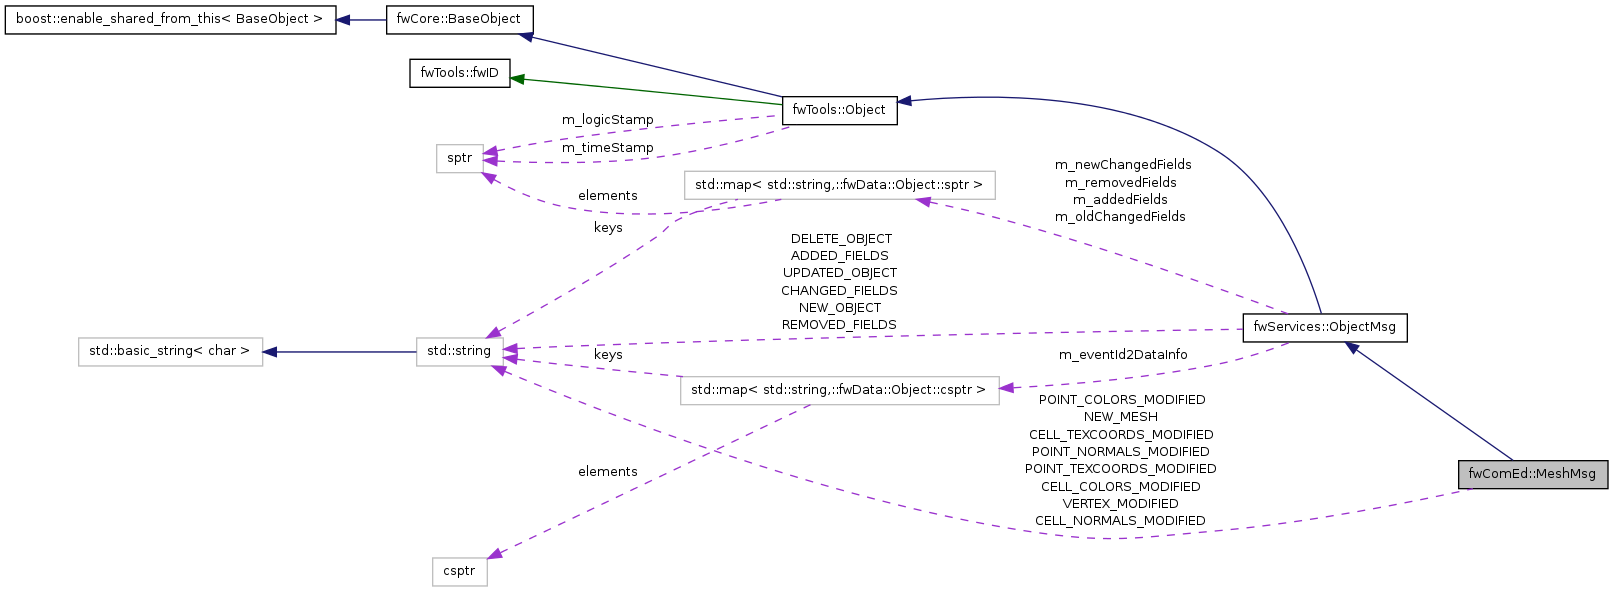 boost::enable_shared_from_this< BaseObject >
fwCore::BaseObject
fwTools::fwID
fwTools::Object
m_logicStamp
m_timeStamp
sptr
std::map< std::string,::fwData::Object::sptr >
elements
keys
m_newChangedFields
m_removedFields
m_addedFields
m_oldChangedFields
DELETE_OBJECT
ADDED_FIELDS
UPDATED_OBJECT
CHANGED_FIELDS
NEW_OBJECT
REMOVED_FIELDS
fwServices::ObjectMsg
std::basic_string< char >
std::string
keys
m_eventId2DataInfo
std::map< std::string,::fwData::Object::csptr >
POINT_COLORS_MODIFIED
NEW_MESH
CELL_TEXCOORDS_MODIFIED
POINT_NORMALS_MODIFIED
POINT_TEXCOORDS_MODIFIED
CELL_COLORS_MODIFIED
VERTEX_MODIFIED
CELL_NORMALS_MODIFIED
elements
fwComEd::MeshMsg
csptr